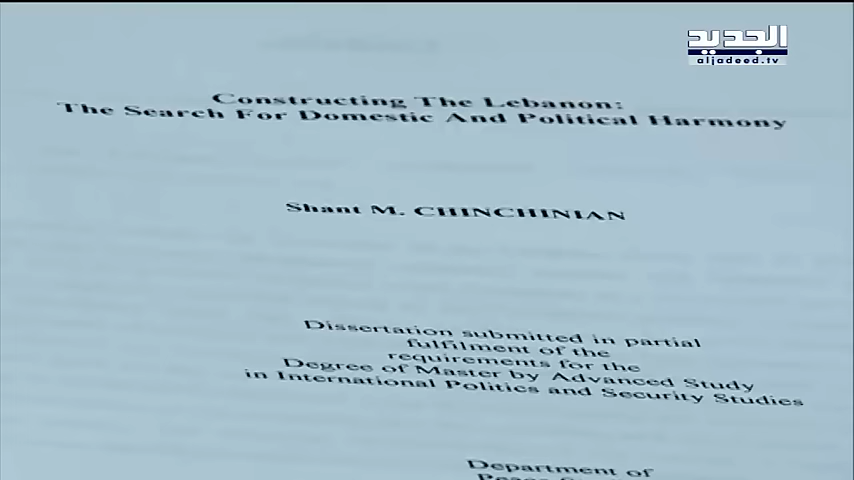 الجديد
aljadeed.tv
Constructing The Lebanon:
The Search For Domestic And Political Harmony
Shant M. CHINCHINIAN
Dissertation submitted in partial
fulfilment of the
requirements for the
Degree of Master by Advanced Study
in International Politics and Security Studies
Department of